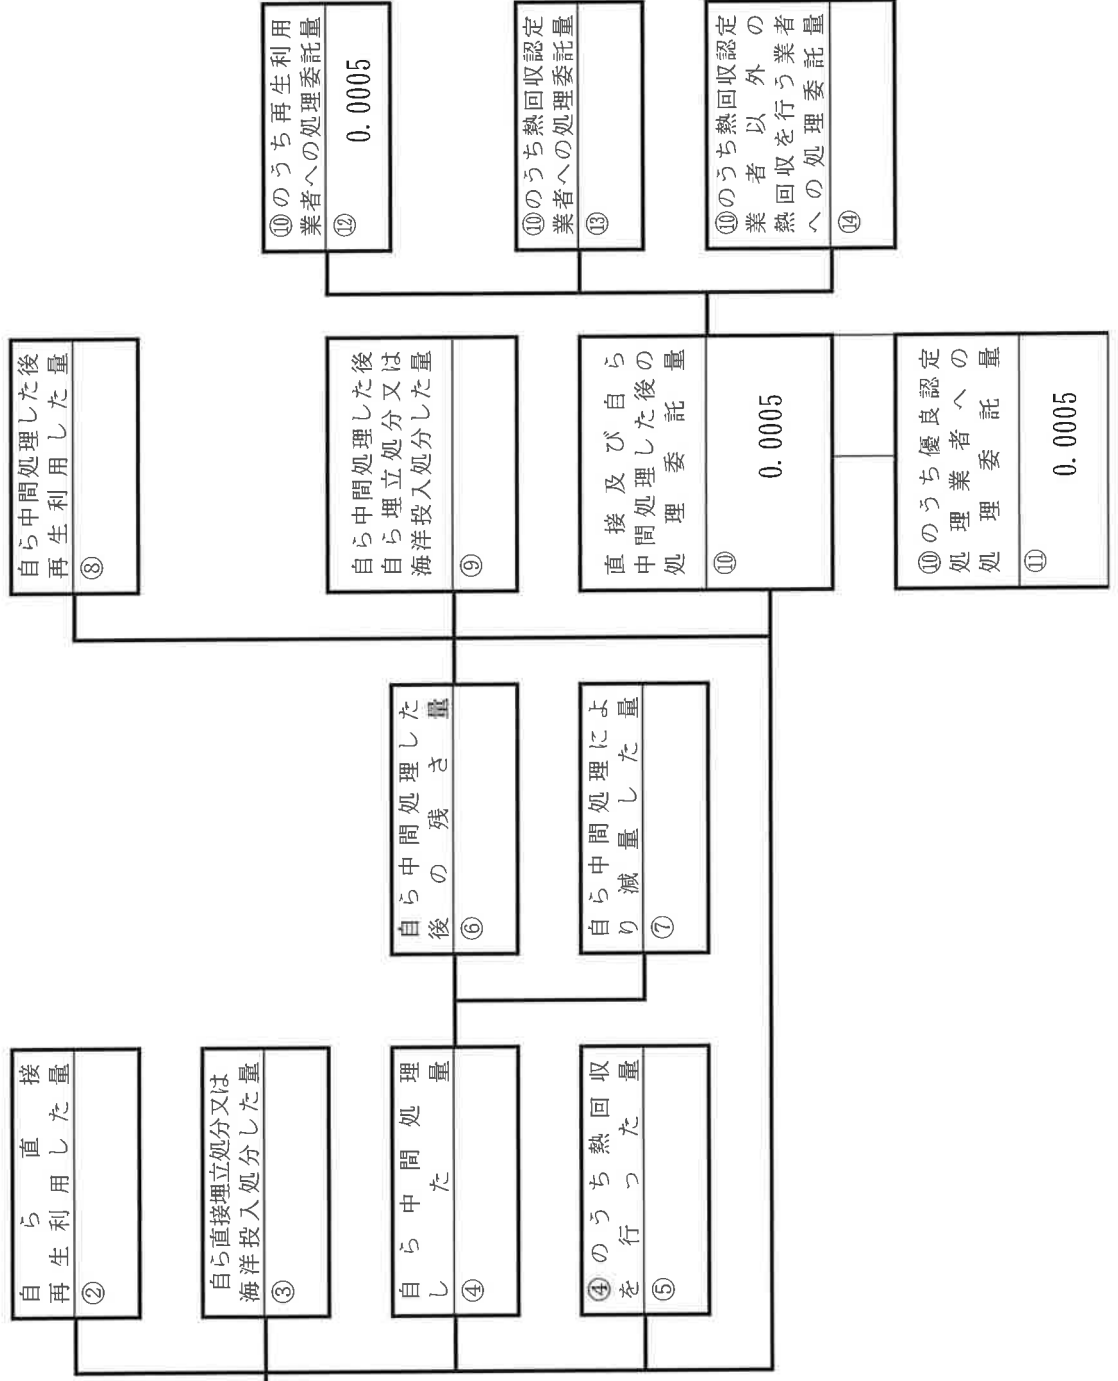 自ら直接
再生利用した量
②
自ら直接埋立処分又は
海洋投入処分した量
③
自ら中間処理
した量
④
④のうち熱回収
を行った量
⑤
自ら中間処理した
後の残さ量
⑥
自ら中間処理によ
り減量した量
⑦
自ら中間処理した後
再生利用した量
⑧
自ら中間処理した後
自ら埋立処分又は
海洋投入処分した量
⑨
直接及び自ら
中間処理した後の
処理委託量
⑩
0.0005
⑩のうち優良認定
処理業者への
処理委託量
⑪
0.0005
⑩のうち再生利用
業者への処理委託量
⑫
0.0005
⑩のうち熱回収認定
業者への処理委託量
⑬
⑩のうち熱回収認定
業者以外の
熱回収を行う業者
への処理委託量
⑭